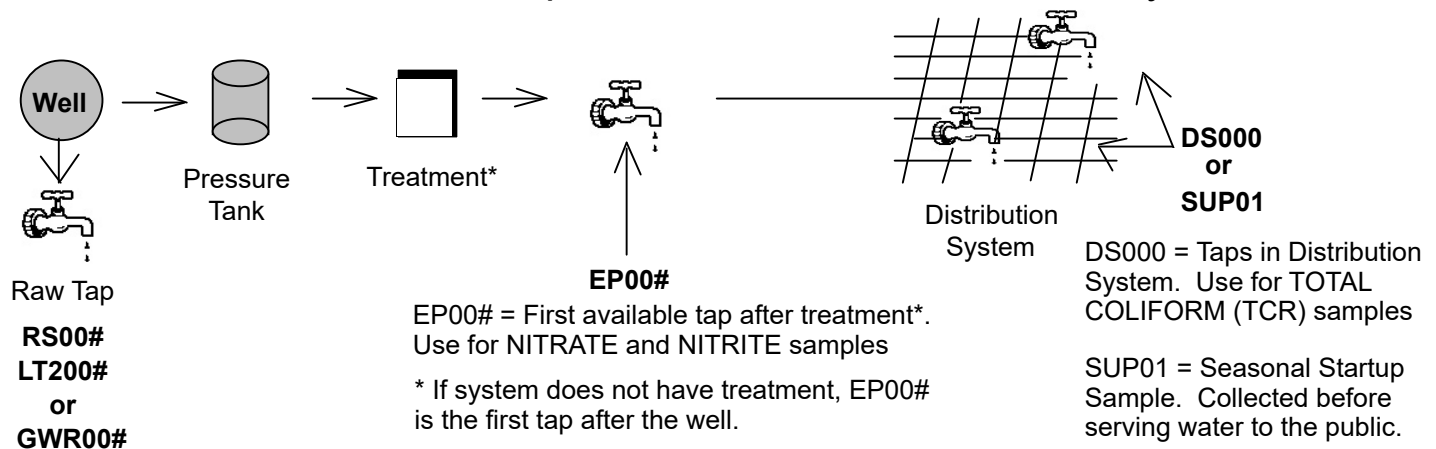 Well
Pressure
Tank
Treatment*
Raw Tap
RS00#
LT200#
or
GWR00#
EP00#
EP00# = First available tap after treatment*.
Use for NITRATE and NITRITE samples
* If system does not have treatment, EP00#
is the first tap after the well.
Distribution
System
DS000
or
SUP01
DS000 = Taps in Distribution
System.  Use for TOTAL
COLIFORM (TCR) samples
SUP01 = Seasonal Startup
Sample.  Collected before
serving water to the public.